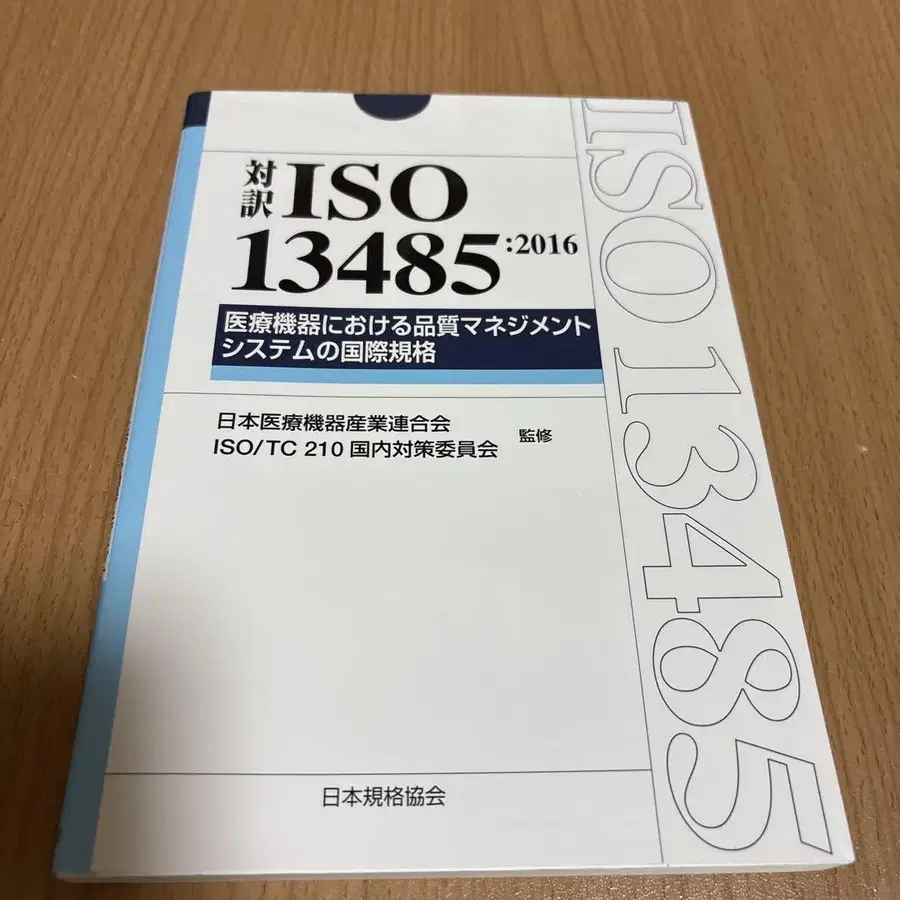 対訳 ISO
13485:2016
医療機器における品質マネジメント
システムの国際規格
日本医療機器産業連合会
ISO/TC 210 国内対策委員会
監修
日本規格協会
ISO 13485